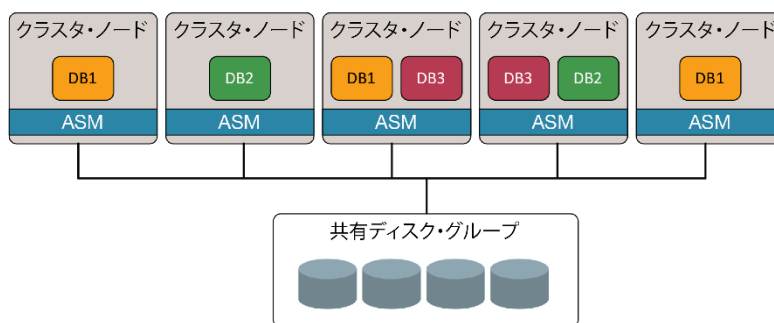 クラスタ・ノード クラスタ・ノード クラスタ・ノード クラスタ・ノード クラスタ・ノード
DB1 DB2 DB1 DB3 DB3 DB2 DB1
ASM ASM ASM ASM ASM
共有ディスク・グループ